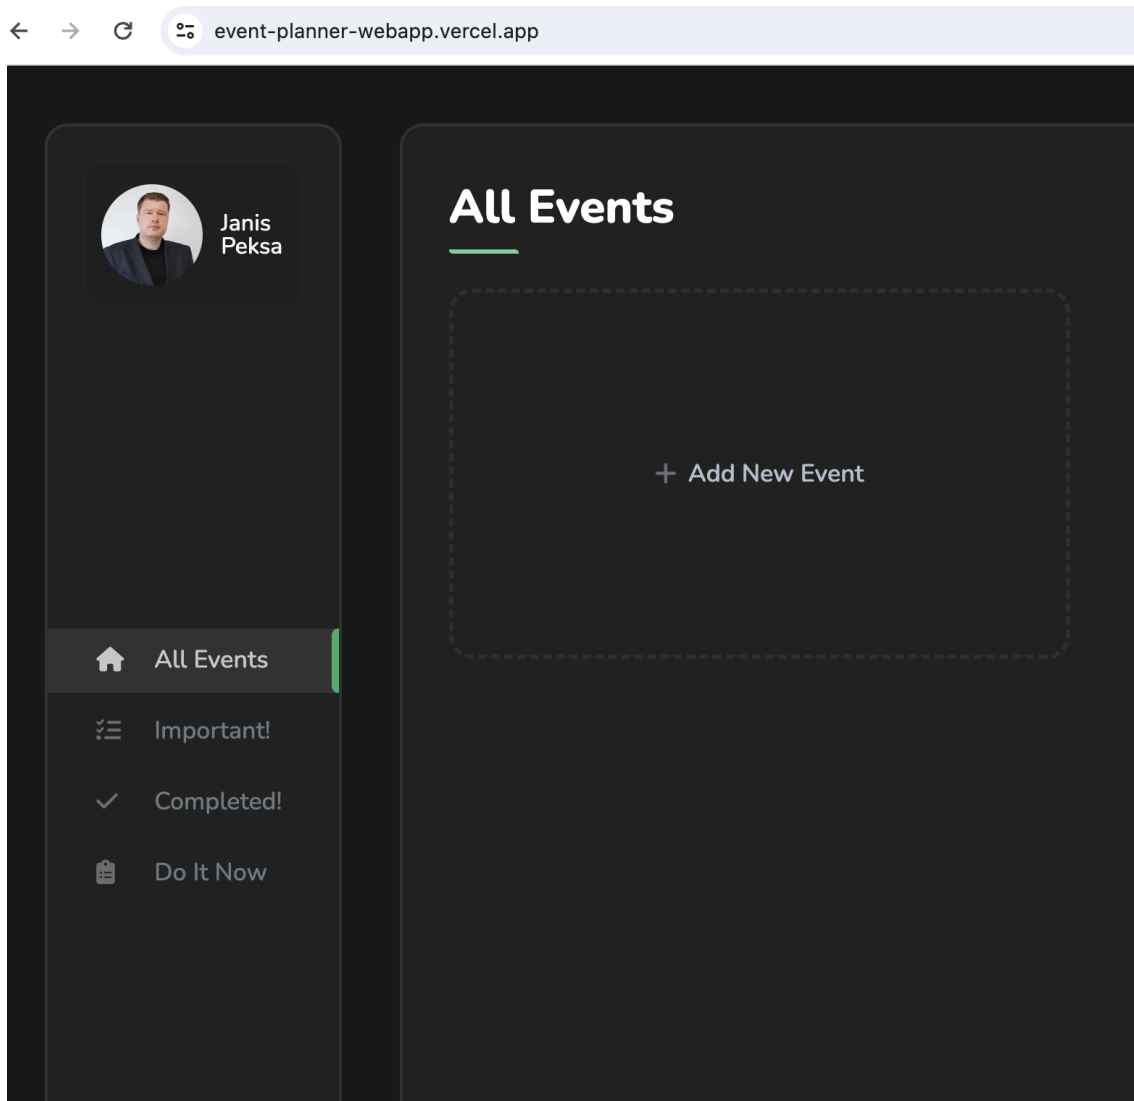 event-planner-webapp.vercel.app
Janis
Peksa
All Events
Important!
Completed!
Do It Now
All Events
Add New Event